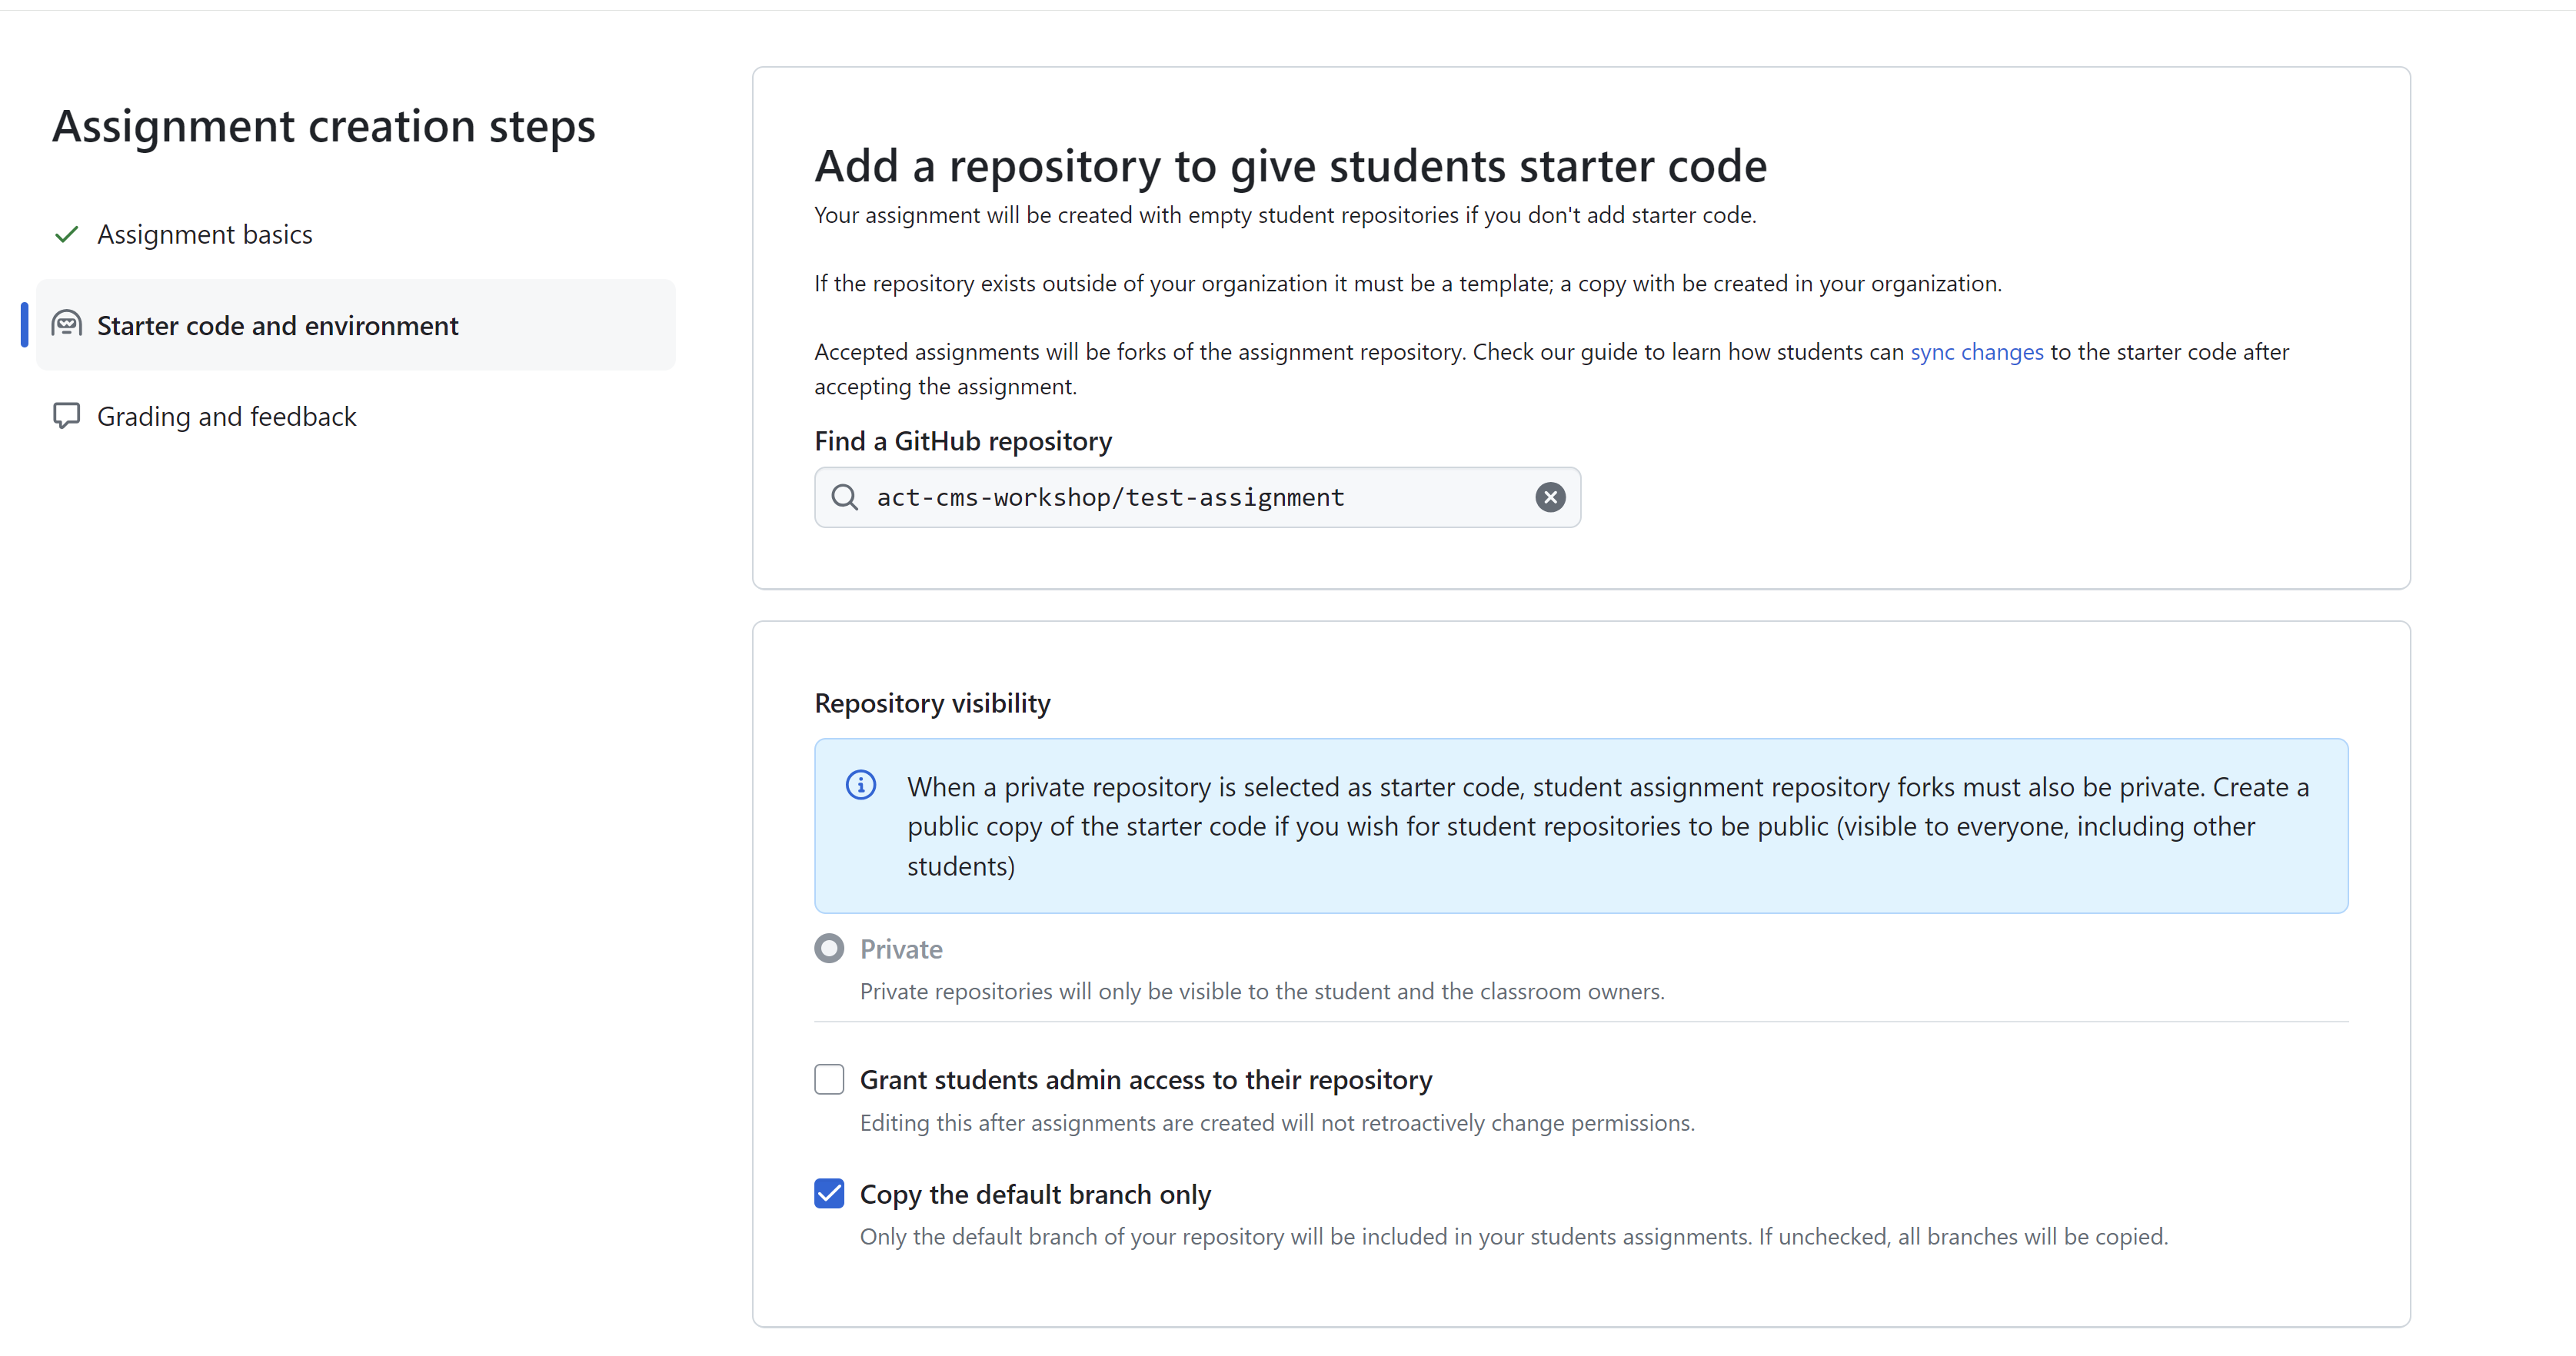 Assignment creation steps
Assignment basics
Starter code and environment
Grading and feedback
Add a repository to give students starter code
Your assignment will be created with empty student repositories if you don't add starter code.
If the repository exists outside of your organization it must be a template; a copy with be created in your organization.
Accepted assignments will be forks of the assignment repository. Check our guide to learn how students can sync changes to the starter code after
accepting the assignment.
Find a GitHub repository
act-cms-workshop/test-assignment
Repository visibility
When a private repository is selected as starter code, student assignment repository forks must also be private. Create a
public copy of the starter code if you wish for student repositories to be public (visible to everyone, including other
students)
Private
Private repositories will only be visible to the student and the classroom owners.
Grant students admin access to their repository
Editing this after assignments are created will not retroactively change permissions.
Copy the default branch only
Only the default branch of your repository will be included in your students assignments. If unchecked, all branches will be copied.